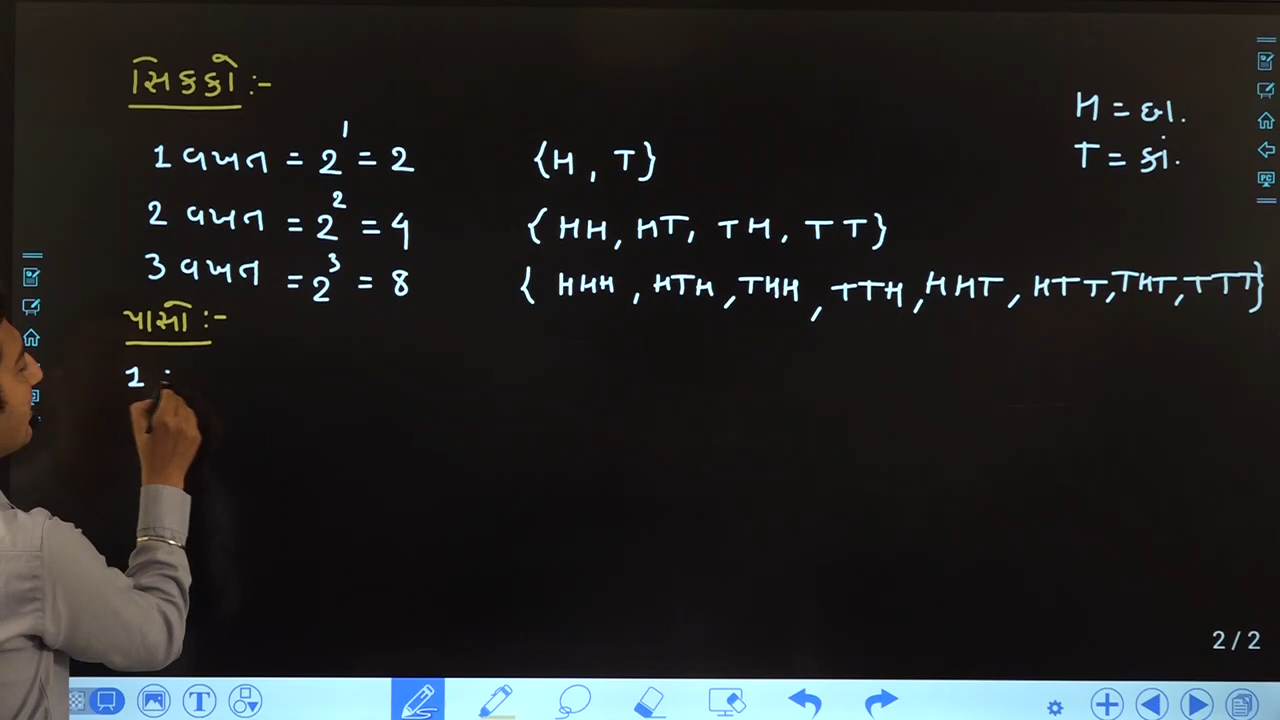 સિક્કો :-
H = છા.
T = કાં.
1 વખત = 2¹ = 2 {H, T}
2 વખત = 2² = 4 {HH, HT, TH, TT}
3 વખત = 2³ = 8 { HHH, HTH, THH, TTH, HHT, HTT, THT, TTT}
પાસો :-
1 :
2/2
T
PC